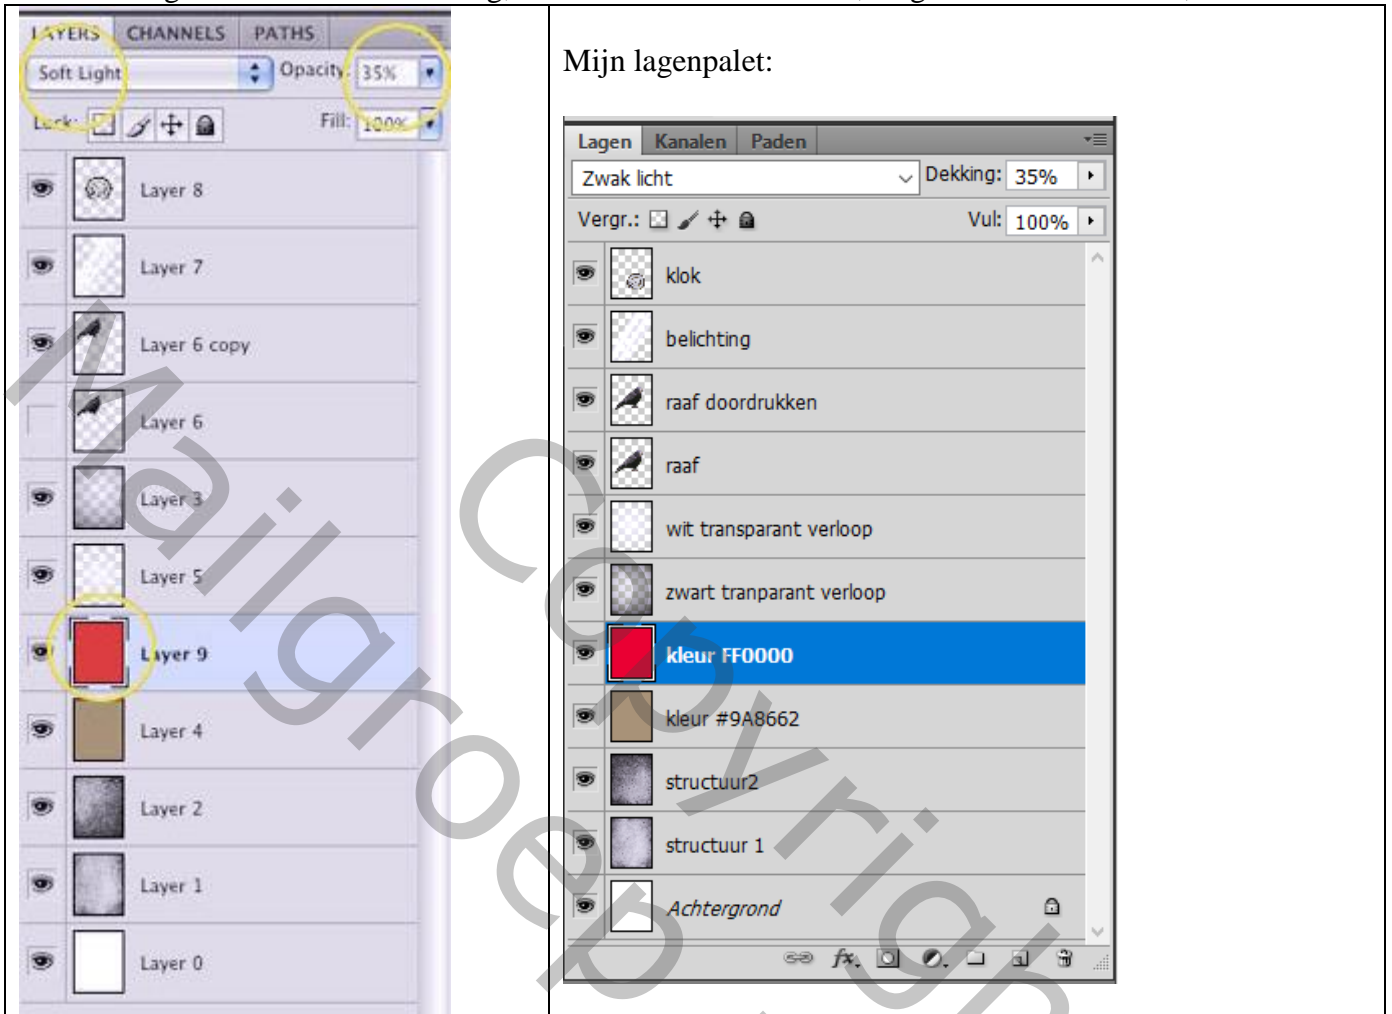 LAYERS CHANNELS PATHS
Soft Light Opacity: 35%
Lock: Fill: 100%
Layer 8
Layer 7
Layer 6 copy
Layer 6
Layer 3
Layer 5
Layer 9
Layer 4
Layer 2
Layer 1
Layer 0
Mijn lagenpalet:
Lagen Kanalen Paden
Zwak licht Dekking: 35%
Vergr.: Vul: 100%
klok
belichting
raaf doordrukken
raaf
wit transparant verloop
zwart tranparant verloop
kleur FF0000
kleur #9A8662
structuur2
structuur 1
Achtergrond
fx.
Mailgroep
Copyrigh